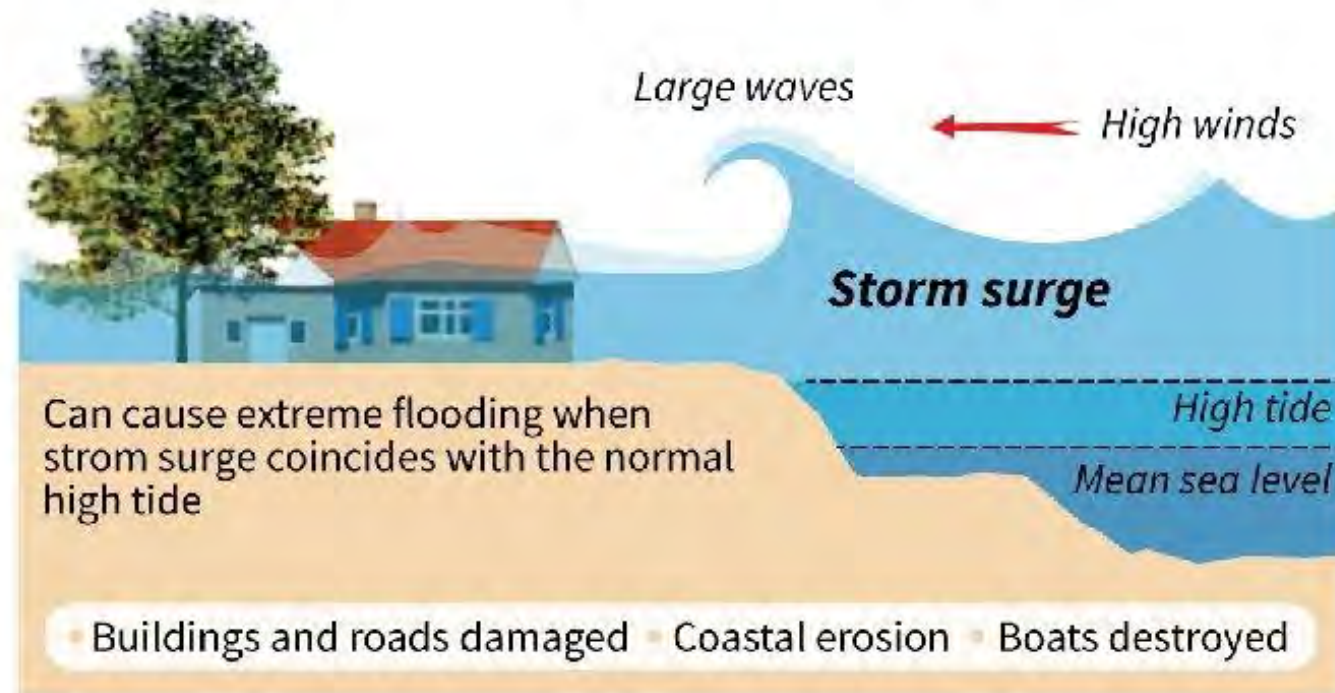 Large waves
High winds
Storm surge
High tide
Mean sea level
Can cause extreme flooding when
strom surge coincides with the normal
high tide
• Buildings and roads damaged • Coastal erosion • Boats destroyed